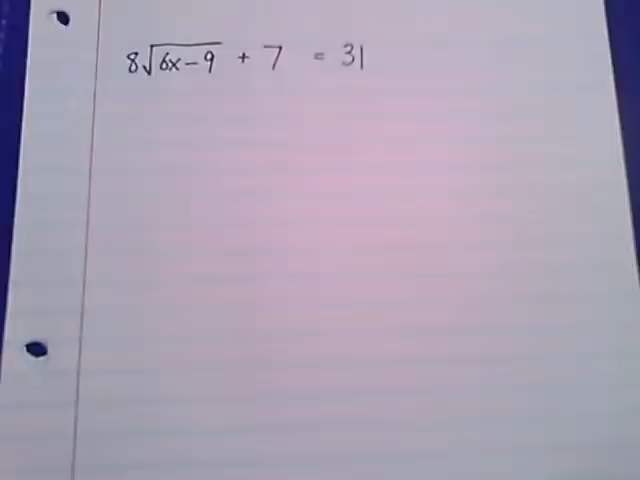 8√(6x-9) + 7 = 31